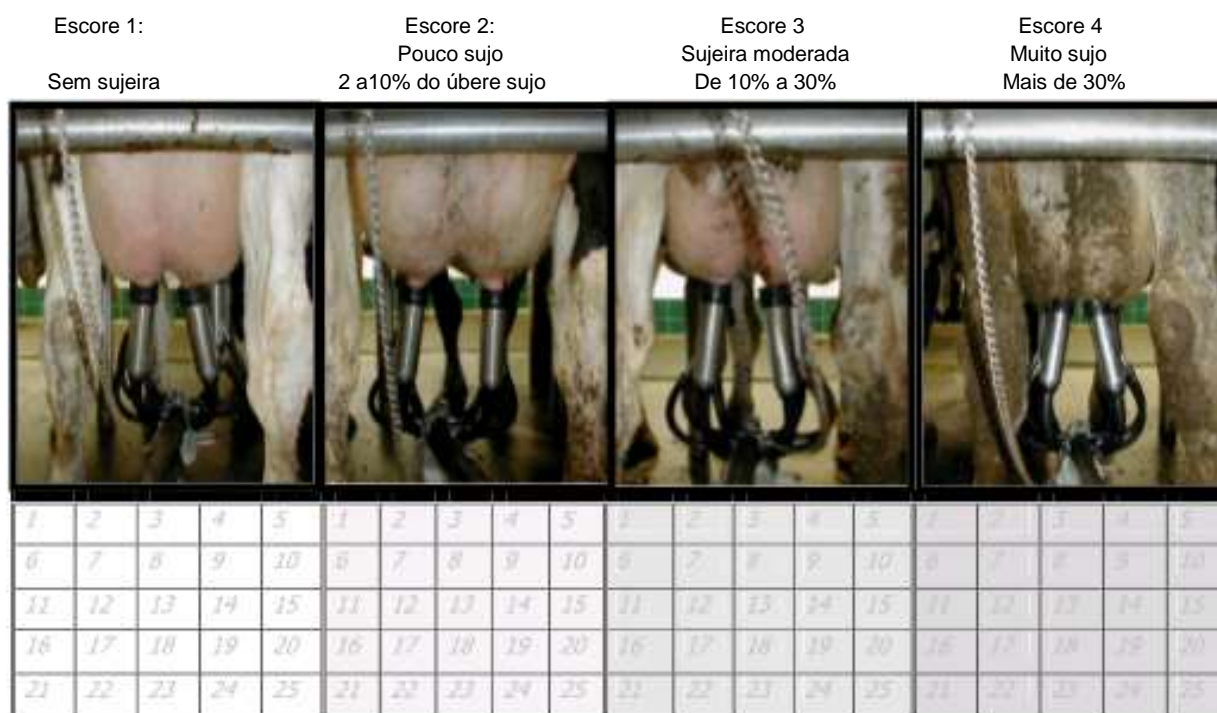 Escore 1:
Sem sujeira
Escore 2:
Pouco sujo
2 a10% do úbere sujo
Escore 3
Sujeira moderada
De 10% a 30%
Escore 4
Muito sujo
Mais de 30%
1 2 3 4 5 1 2 3 4 5 1 2 3 4 5 1 2 3 4 5
6 7 8 9 10 6 7 8 9 10 6 7 8 9 10 6 7 8 9 10
11 12 13 14 15 11 12 13 14 15 11 12 13 14 15 11 12 13 14 15
16 17 18 19 20 16 17 18 19 20 16 17 18 19 20 16 17 18 19 20
21 22 23 24 25 21 22 23 24 25 21 22 23 24 25 21 22 23 24 25